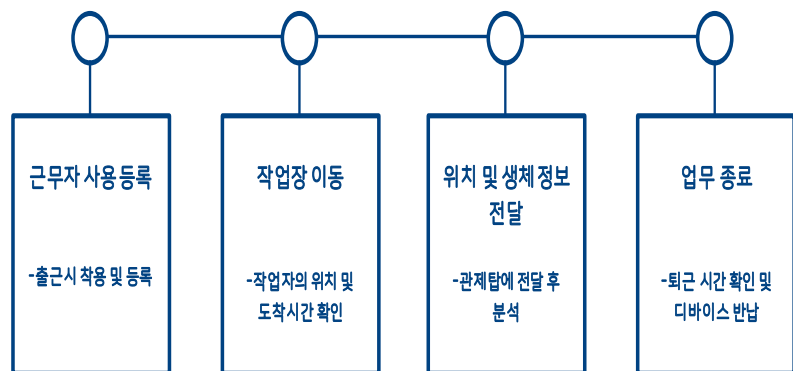 근무자 사용 등록
-출근시 착용 및 등록
작업장 이동
-작업자의 위치 및
도착시간 확인
위치 및 생체 정보
전달
-관제탑에 전달 후
분석
업무 종료
-퇴근 시간 확인 및
디바이스 반납